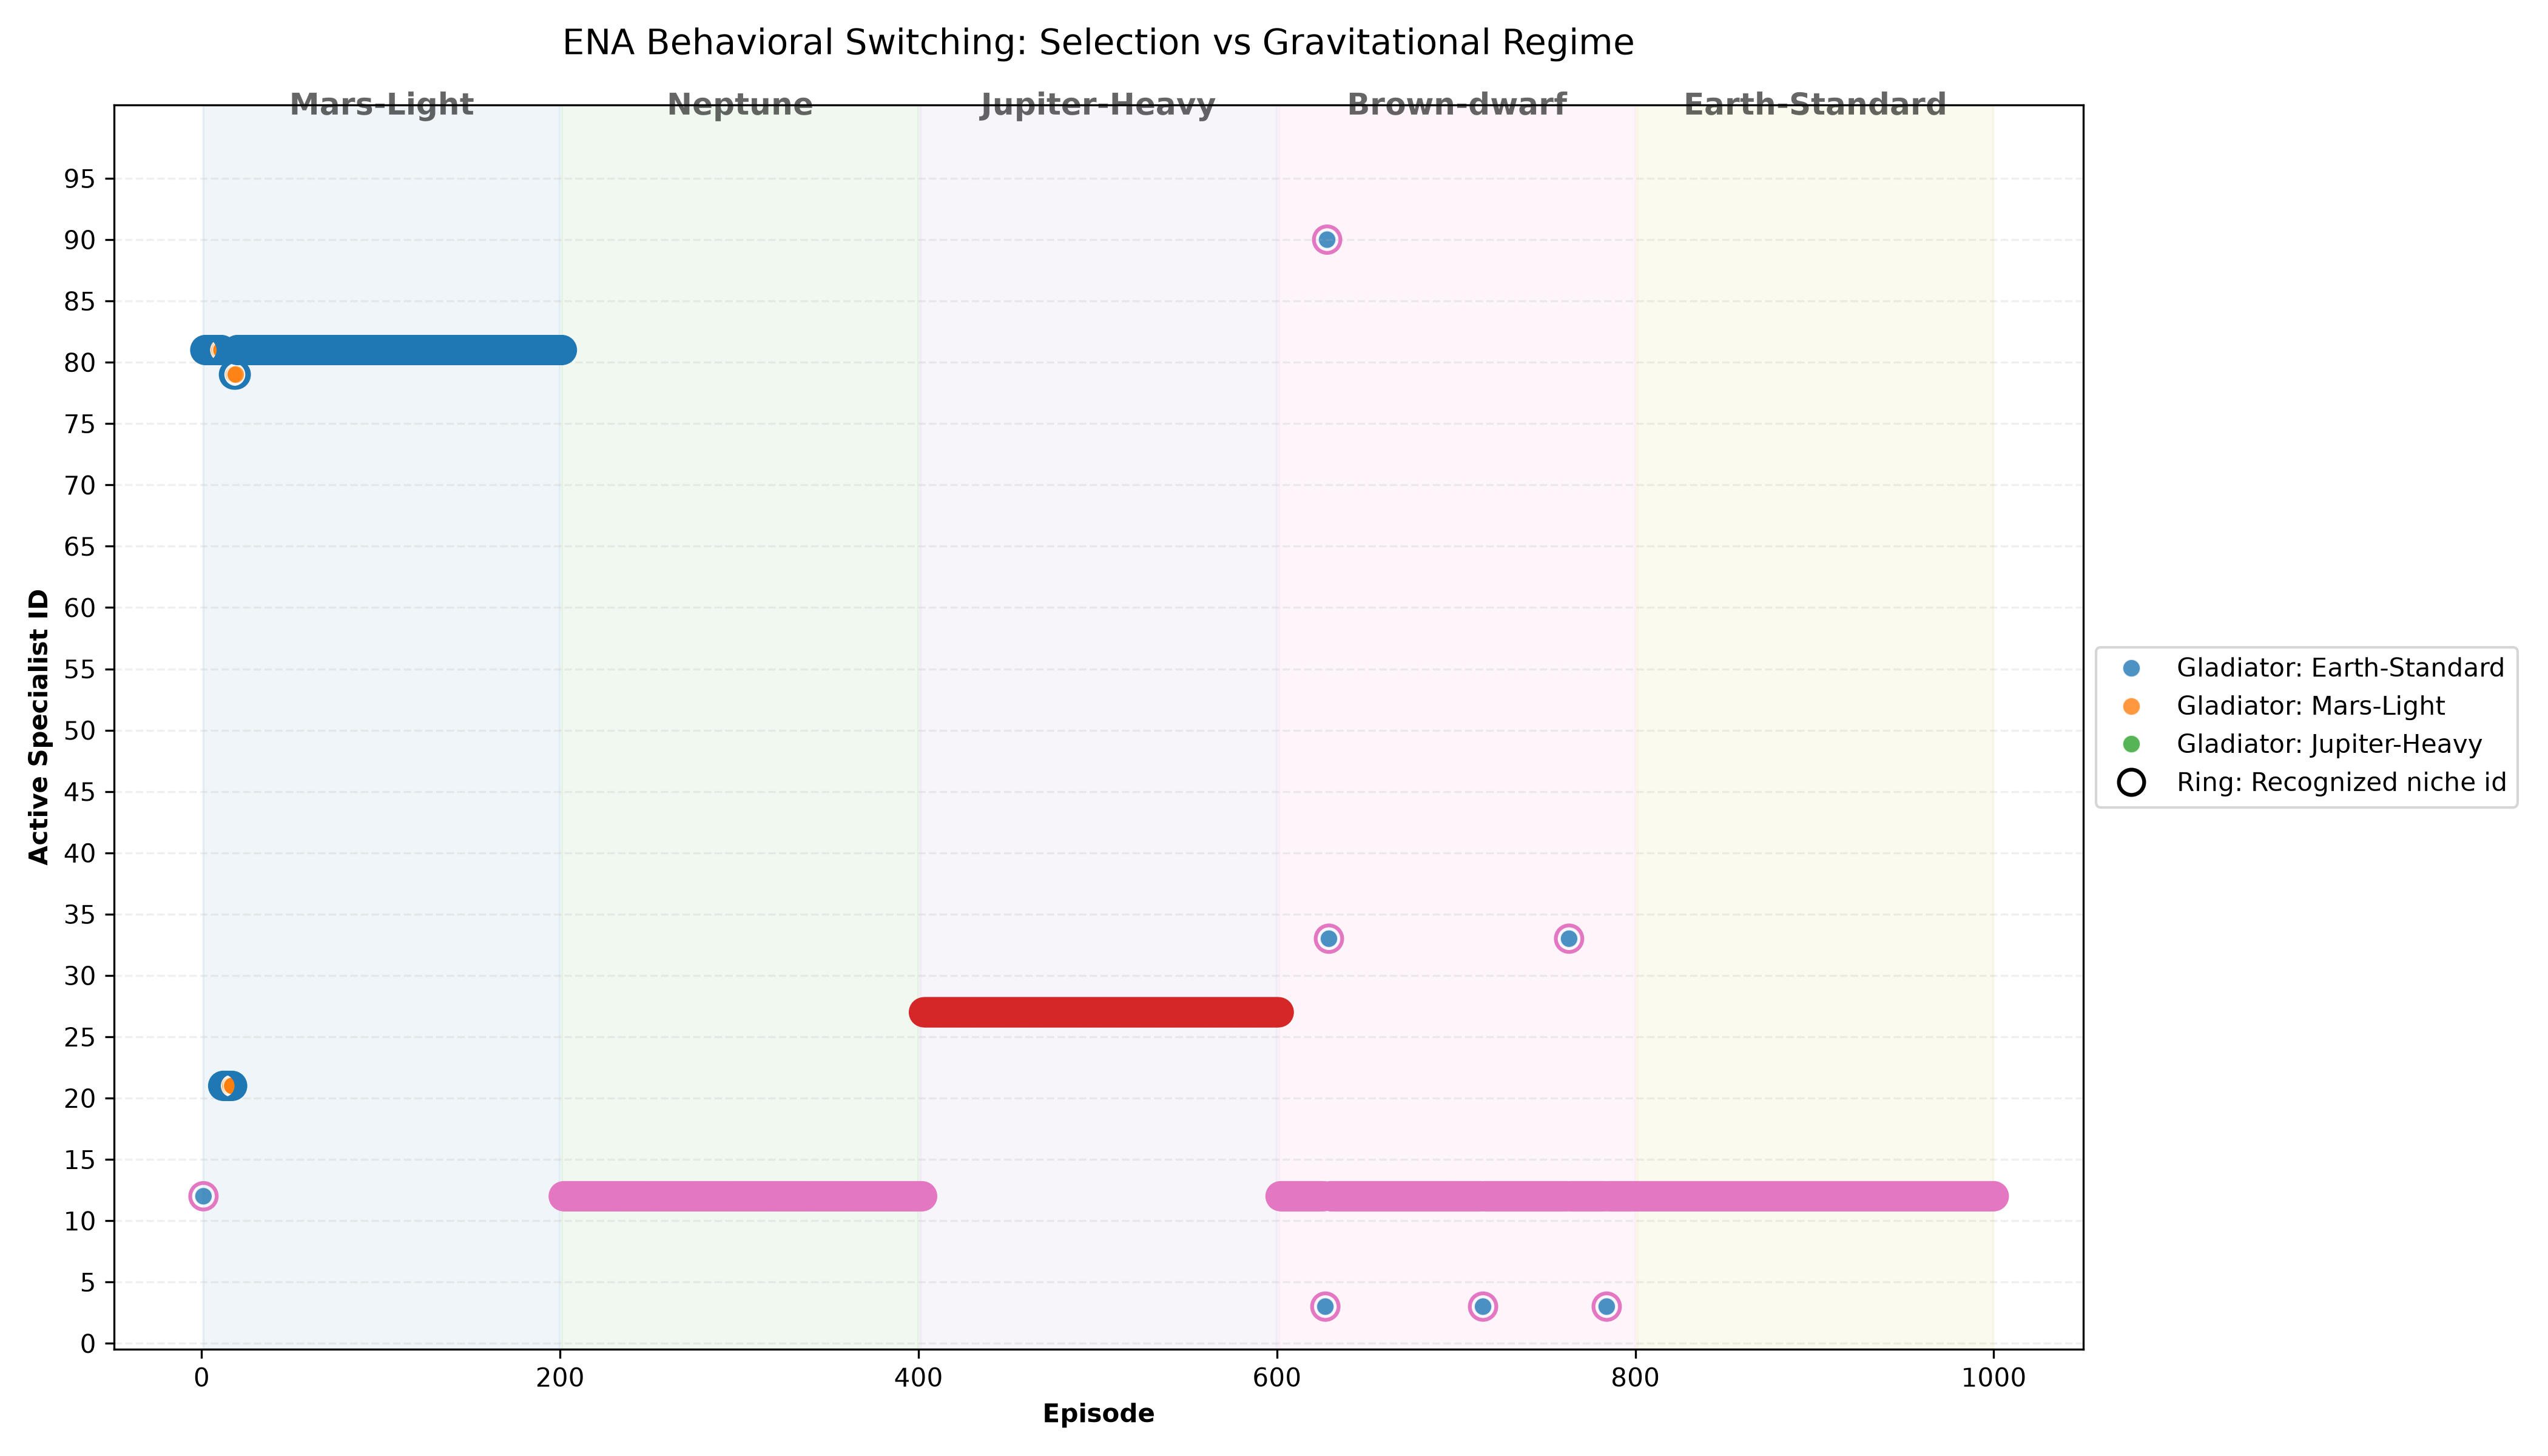 ENA Behavioral Switching: Selection vs Gravitational Regime
Mars-Light
Neptune
Jupiter-Heavy
Brown-dwarf
Earth-Standard
95
90
85
80
75
70
65
60
55
50
45
40
35
30
25
20
15
10
5
0
Active Specialist ID
0
200
400
600
800
1000
Episode
Gladiator: Earth-Standard
Gladiator: Mars-Light
Gladiator: Jupiter-Heavy
Ring: Recognized niche id